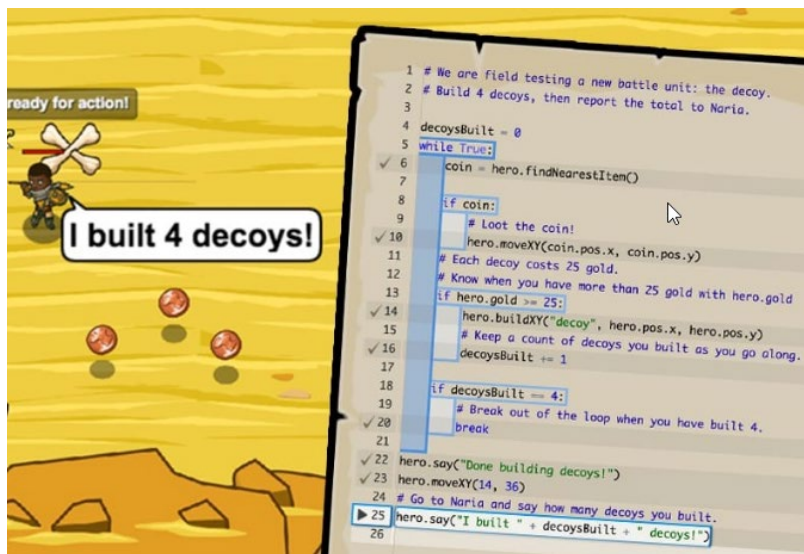 ready for action!
I built 4 decoys!
1 # We are field testing a new battle unit: the decoy.
2 # Build 4 decoys, then report the total to Naria.
3
4 decoysBuilt = 0
5 while True:
6 coin = hero.findNearestItem()
7
8 if coin:
9 # Loot the coin!
10 hero.moveXY(coin.pos.x, coin.pos.y)
11 # Each decoy costs 25 gold.
12 # Know when you have more than 25 gold with hero.gold
13 if hero.gold >= 25:
14 hero.buildXY("decoy", hero.pos.x, hero.pos.y)
15 # Keep a count of decoys you built as you go along.
16 decoysBuilt += 1
17
18 if decoysBuilt == 4:
19 # Break out of the loop when you have built 4.
20 break
21
22 hero.say("Done building decoys!")
23 hero.moveXY(14, 36)
24 # Go to Naria and say how many decoys you built.
25 hero.say("I built " + decoysBuilt + " decoys!")
26